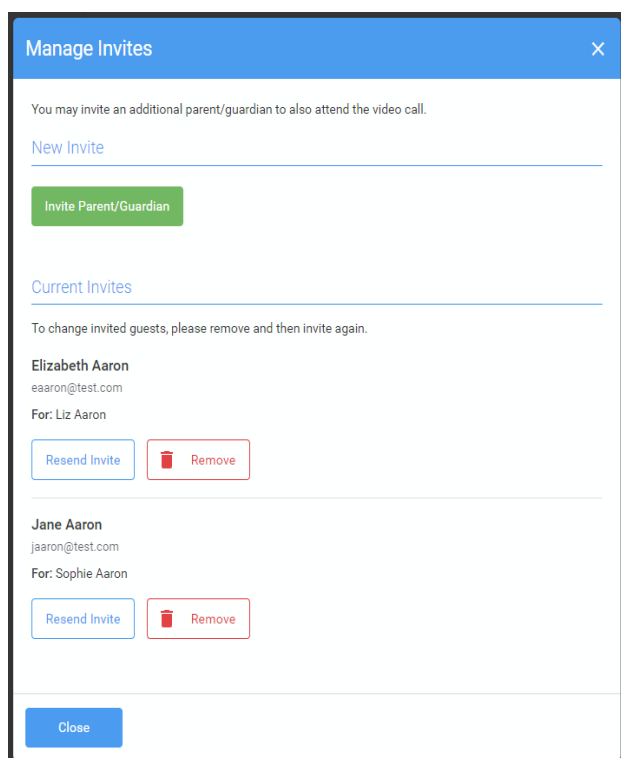 Manage Invites
You may invite an additional parent/guardian to also attend the video call.
New Invite
Invite Parent/Guardian
Current Invites
To change invited guests, please remove and then invite again.
Elizabeth Aaron
eaaron@test.com
For: Liz Aaron
Resend Invite Remove
Jane Aaron
jaaron@test.com
For: Sophie Aaron
Resend Invite Remove
Close